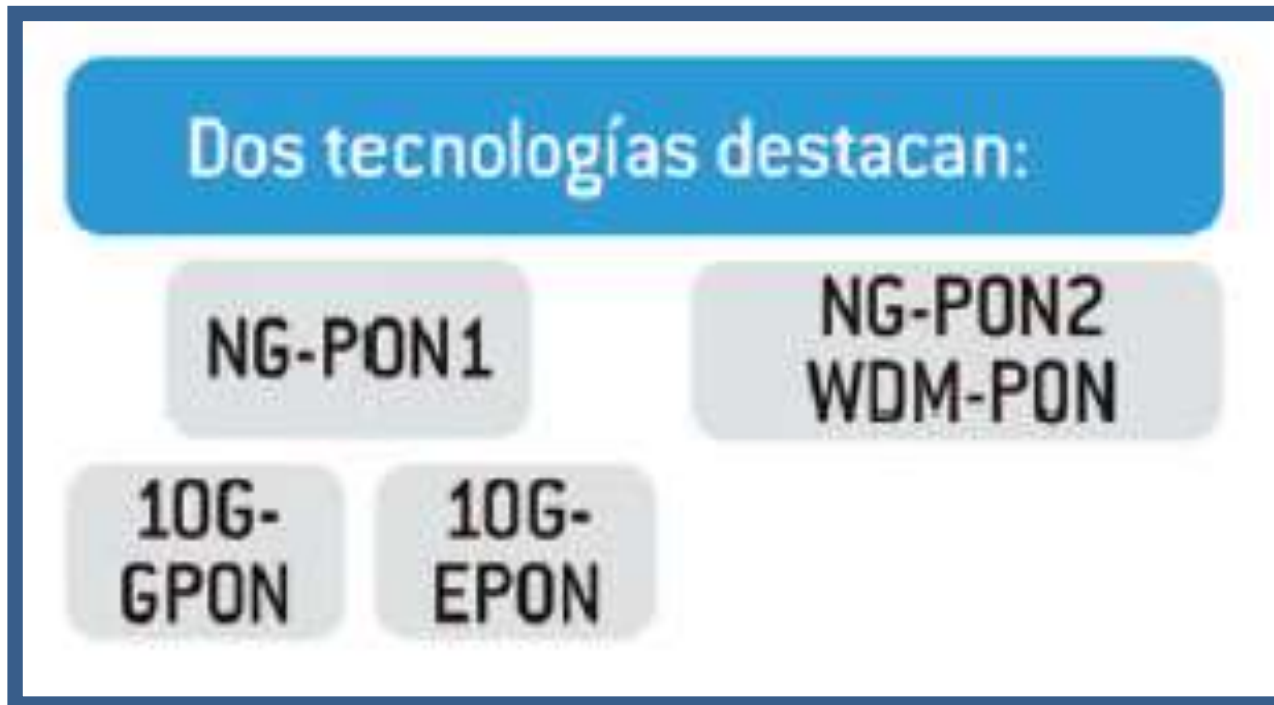 Dos tecnologías destacan:
NG-PON1
NG-PON2
WDM-PON
10G-
GPON
10G-
EPON